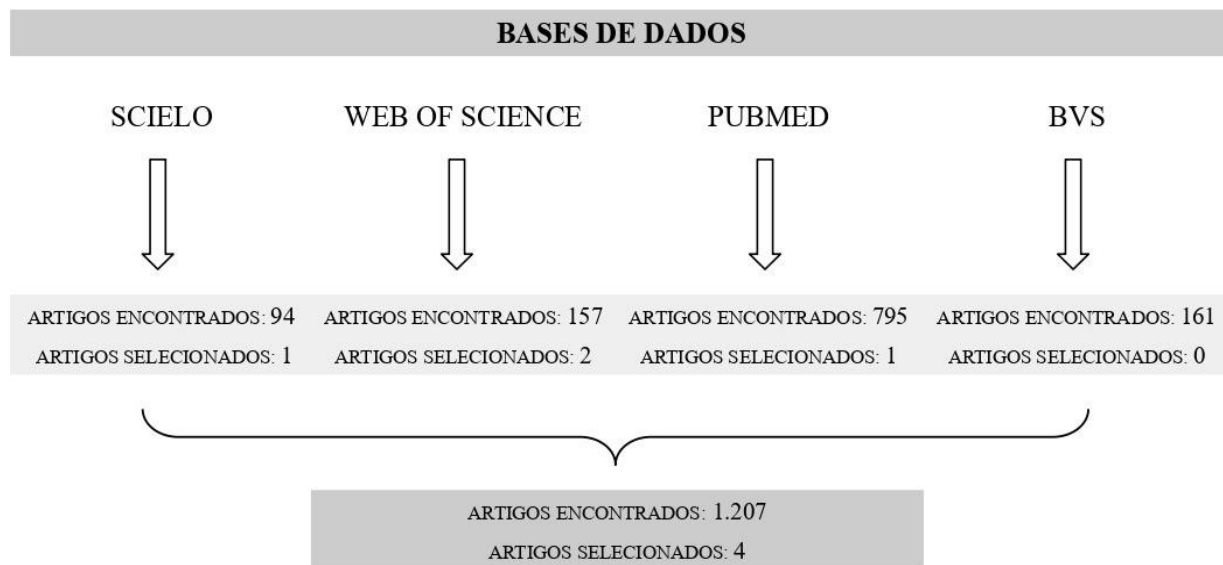 BASES DE DADOS
SCIELO WEB OF SCIENCE PUBMED BVS
ARTIGOS ENCONTRADOS: 94 ARTIGOS ENCONTRADOS: 157 ARTIGOS ENCONTRADOS: 795 ARTIGOS ENCONTRADOS: 161
ARTIGOS SELECIONADOS: 1 ARTIGOS SELECIONADOS: 2 ARTIGOS SELECIONADOS: 1 ARTIGOS SELECIONADOS: 0
ARTIGOS ENCONTRADOS: 1.207
ARTIGOS SELECIONADOS: 4